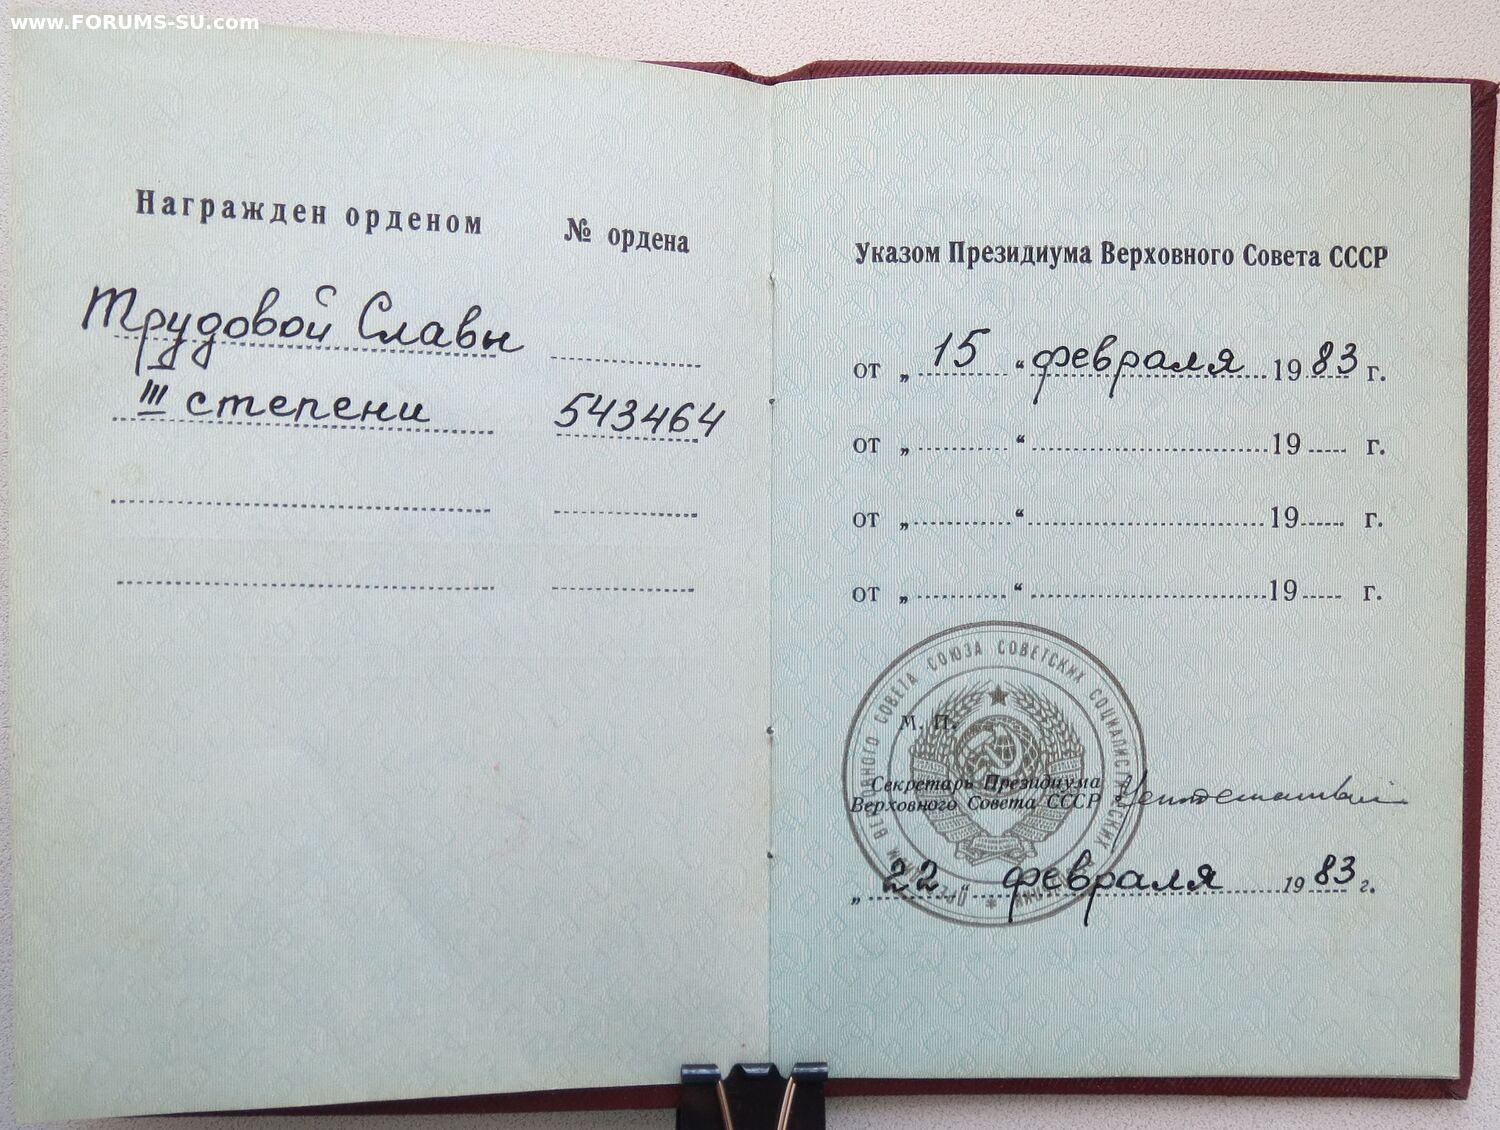 www.FORUMS-SU.com
Награжден орденом № ордена
Трудовой Славы
III степени 543464
Указом Президиума Верховного Совета СССР
от „ 15 “ февраля 1983 г.
от „ “ 19 г.
от „ “ 19 г.
от „ “ 19 г.
М. П.
СОВЕТА СОЮЗА СОВЕТСКИХ СОЦИАЛИСТИЧЕСКИХ
Секретарь Президиума
Верховного Совета СССР
„ 22 “ февраля 1983 г.